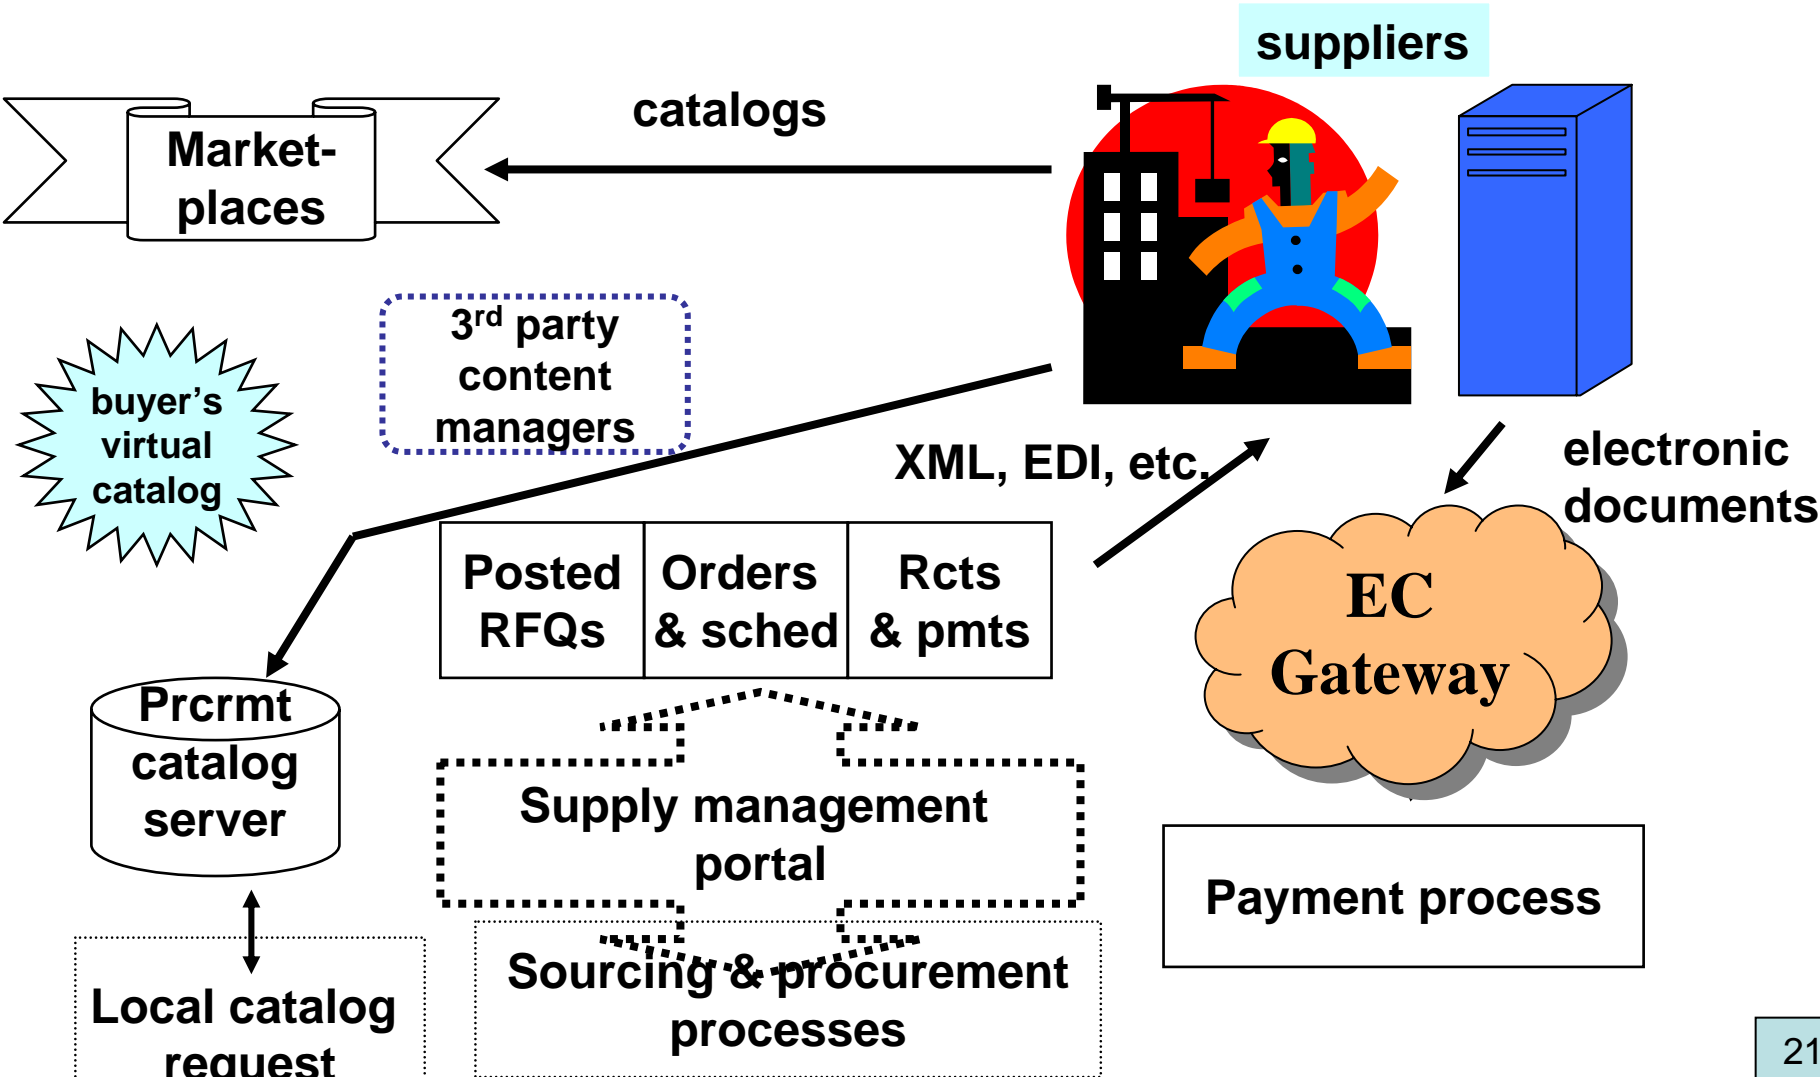 suppliers
catalogs
Market-
places
3rd party
content
managers
buyer's
virtual
catalog
XML, EDI, etc.
electronic
documents
Posted
RFQs
Orders
& sched
Rcts
& pmts
EC
Gateway
Prcrmt
catalog
server
Supply management
portal
Payment process
Sourcing & procurement
processes
Local catalog
request
21